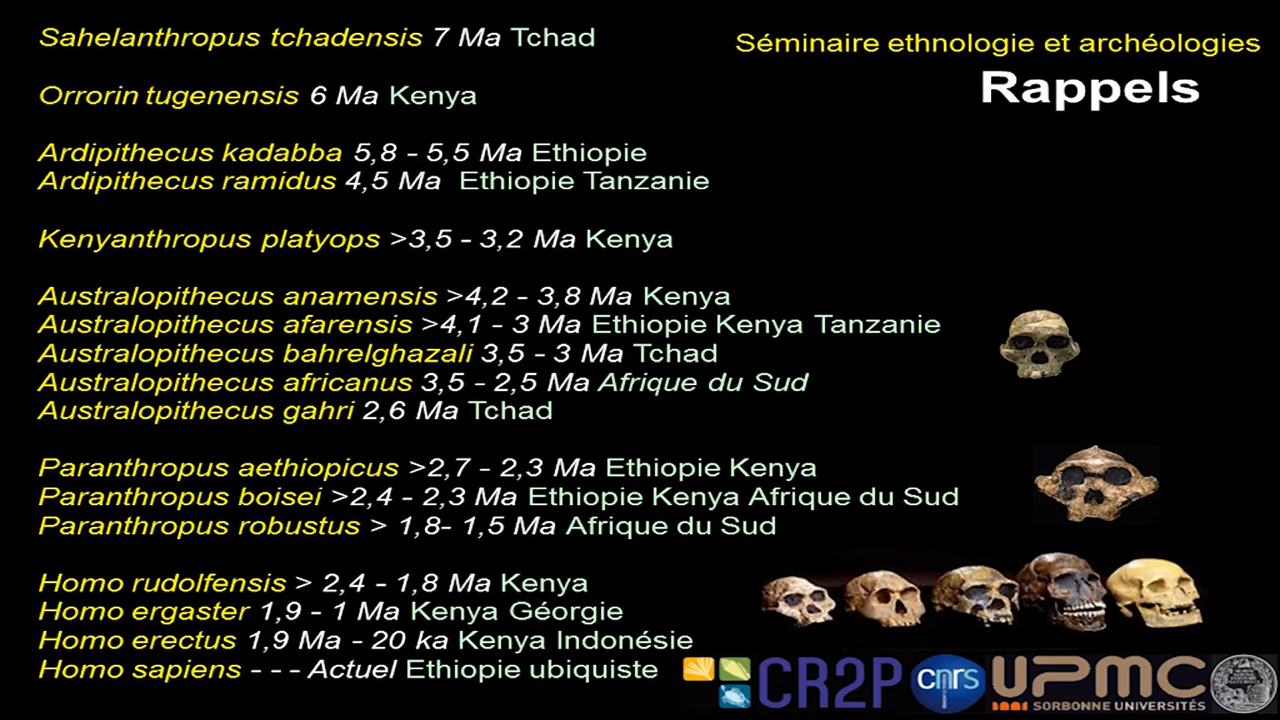 Sahelanthropus tchadensis 7 Ma Tchad
Séminaire ethnologie et archéologies
Rappels
Orrorin tugenensis 6 Ma Kenya
Ardipithecus kadabba 5,8 - 5,5 Ma Ethiopie
Ardipithecus ramidus 4,5 Ma Ethiopie Tanzanie
Kenyanthropus platyops >3,5 - 3,2 Ma Kenya
Australopithecus anamensis >4,2 - 3,8 Ma Kenya
Australopithecus afarensis >4,1 - 3 Ma Ethiopie Kenya Tanzanie
Australopithecus bahrelghazali 3,5 - 3 Ma Tchad
Australopithecus africanus 3,5 - 2,5 Ma Afrique du Sud
Australopithecus gahri 2,6 Ma Tchad
Paranthropus aethiopicus >2,7 - 2,3 Ma Ethiopie Kenya
Paranthropus boisei >2,4 - 2,3 Ma Ethiopie Kenya Afrique du Sud
Paranthropus robustus > 1,8- 1,5 Ma Afrique du Sud
Homo rudolfensis > 2,4 - 1,8 Ma Kenya
Homo ergaster 1,9 - 1 Ma Kenya Géorgie
Homo erectus 1,9 Ma - 20 ka Kenya Indonésie
Homo sapiens - - - Actuel Ethiopie ubiquiste
CR2P
cnrs
UPMC
SORBONNE UNIVERSITÉS